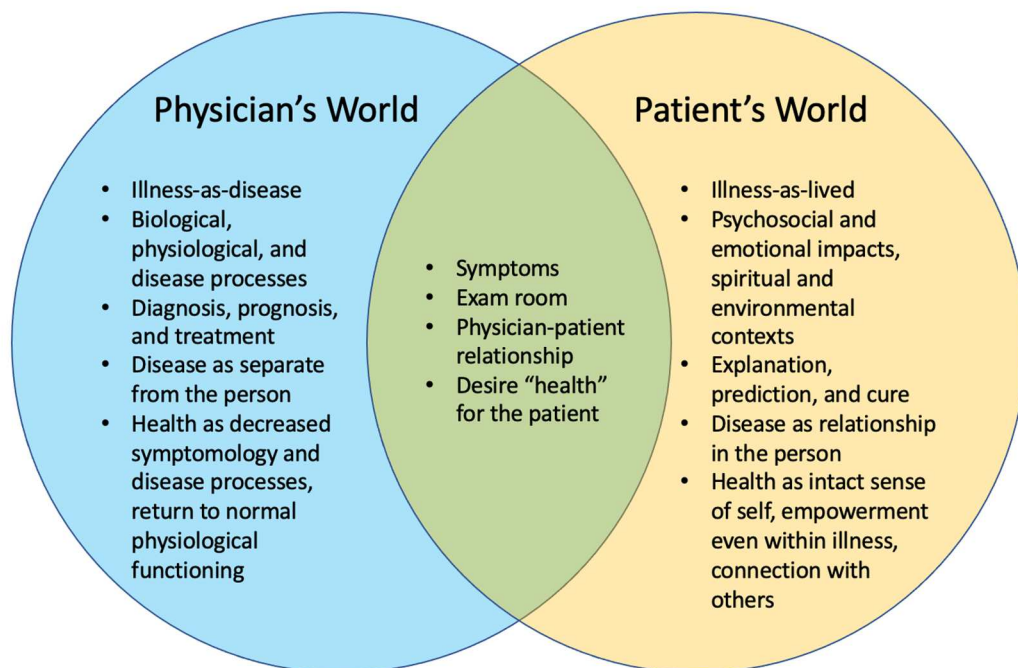 Physician's World
• Illness-as-disease
• Biological,
physiological, and
disease processes
• Diagnosis, prognosis,
and treatment
• Disease as separate
from the person
• Health as decreased
symptomology and
disease processes,
return to normal
physiological
functioning
• Symptoms
• Exam room
• Physician-patient
relationship
• Desire “health”
for the patient
Patient's World
• Illness-as-lived
• Psychosocial and
emotional impacts,
spiritual and
environmental
contexts
• Explanation,
prediction, and cure
• Disease as relationship
in the person
• Health as intact sense
of self, empowerment
even within illness,
connection with
others